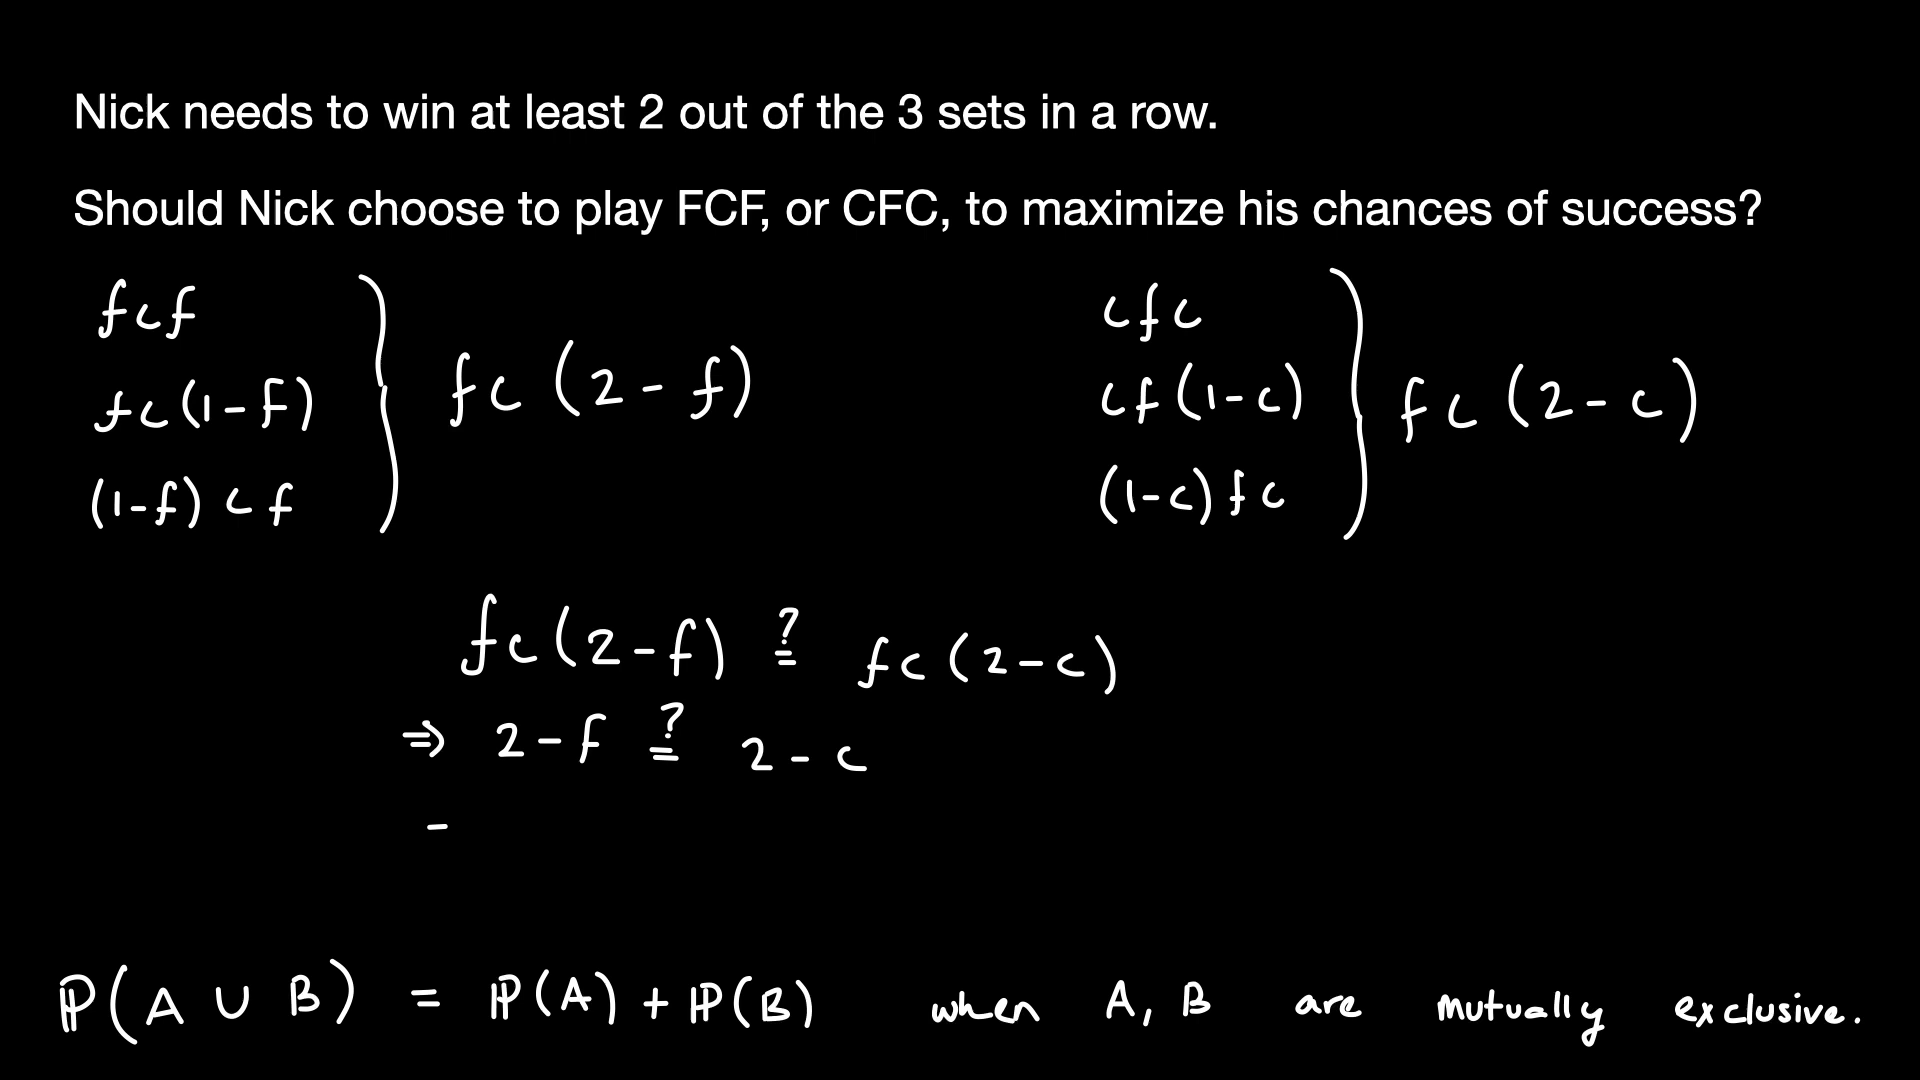 Nick needs to win at least 2 out of the 3 sets in a row.
Should Nick choose to play FCF, or CFC, to maximize his chances of success?
fcf
fc(1-f)
(1-f)cf
fc(2-f)
cfc
cf(1-c)
(1-c)fc
fc(2-c)
fc(2-f) ≟ fc(2-c)
⇒ 2-f ≟ 2-c
-
ℙ(A ∪ B) = ℙ(A) + ℙ(B) when A, B are mutually exclusive.